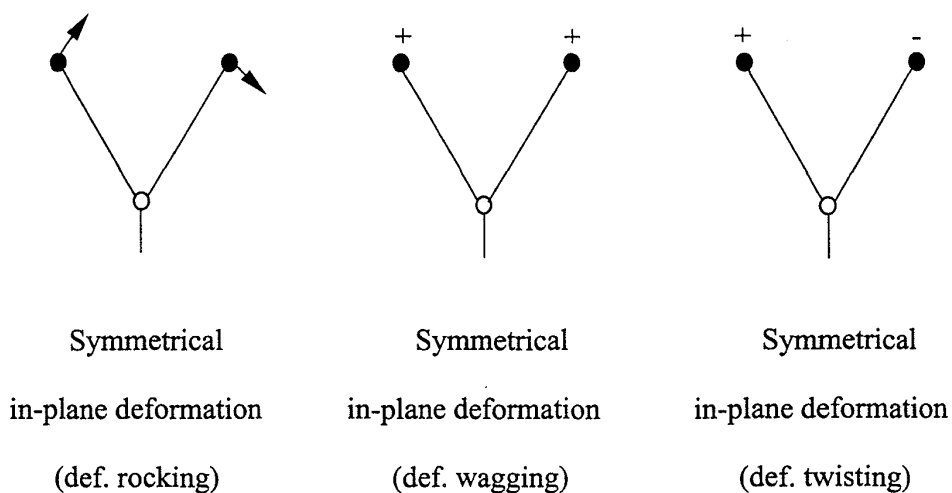 + + + -
Symmetrical Symmetrical Symmetrical
in-plane deformation in-plane deformation in-plane deformation
(def. rocking) (def. wagging) (def. twisting)